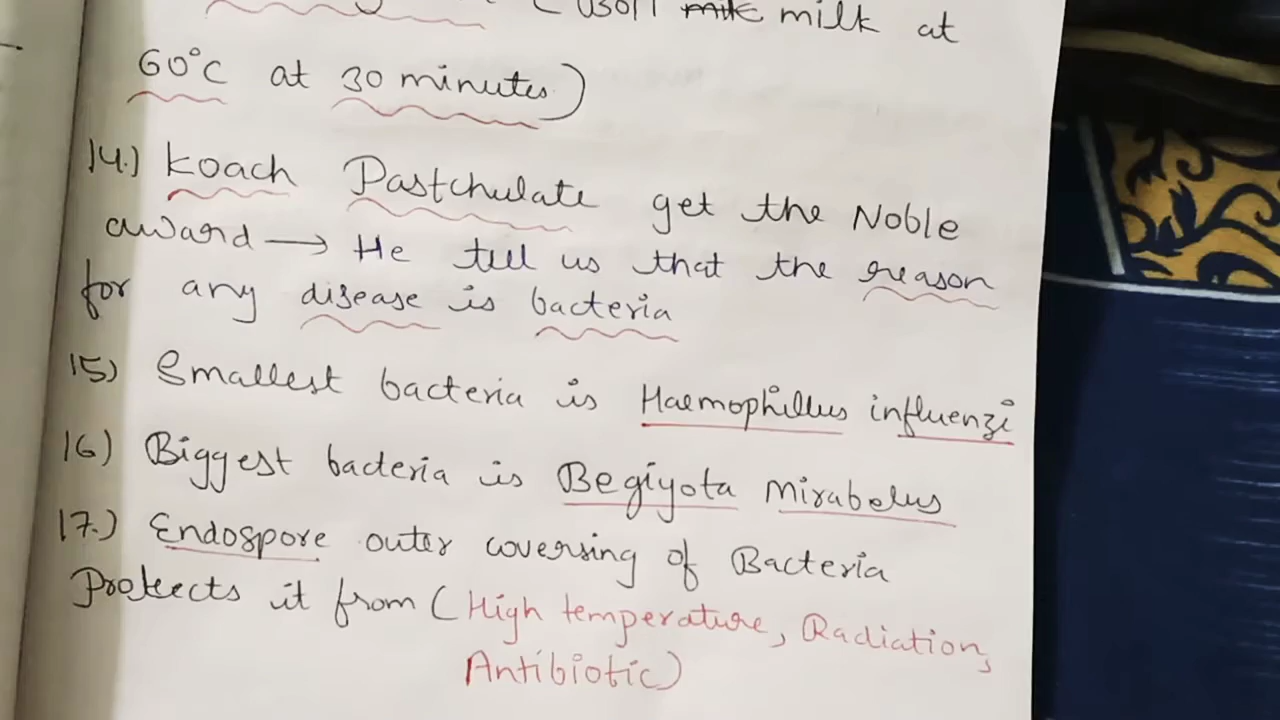 milk at
60°C at 30 minutes)
14.) Koach Pastchulate get the Noble
award → He tell us that the reason
for any disease is bacteria
15) Smallest bacteria is Haemophillus influenzi
16) Biggest bacteria is Begiyota Mirabelus
17.) Endospore outer coversing of Bacteria
Protects it from (High temperature, Radiation,
Antibiotic)